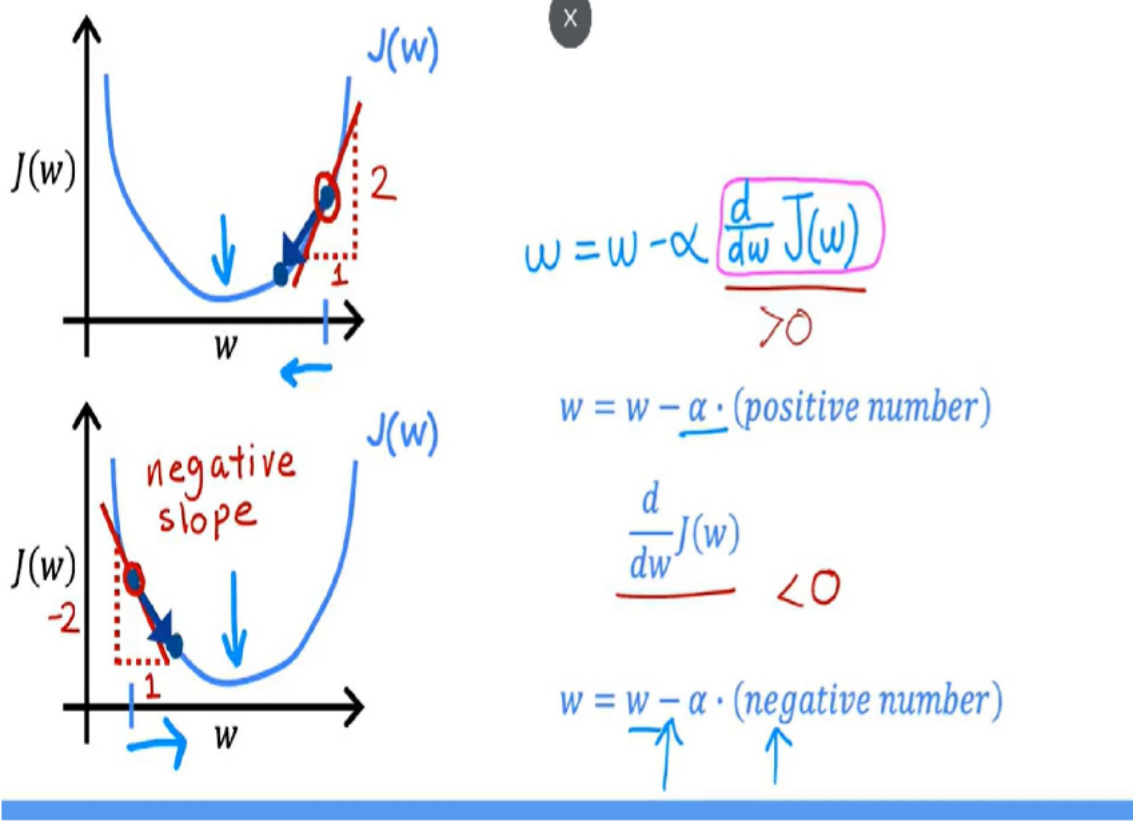 X
J(w)
J(w)
2
1
w
w = w - α d/dw J(w)
>0
w = w − α · (positive number)
J(w)
negative
slope
J(w)
-2
1
w
d/dw J(w)
<0
w = w − α · (negative number)